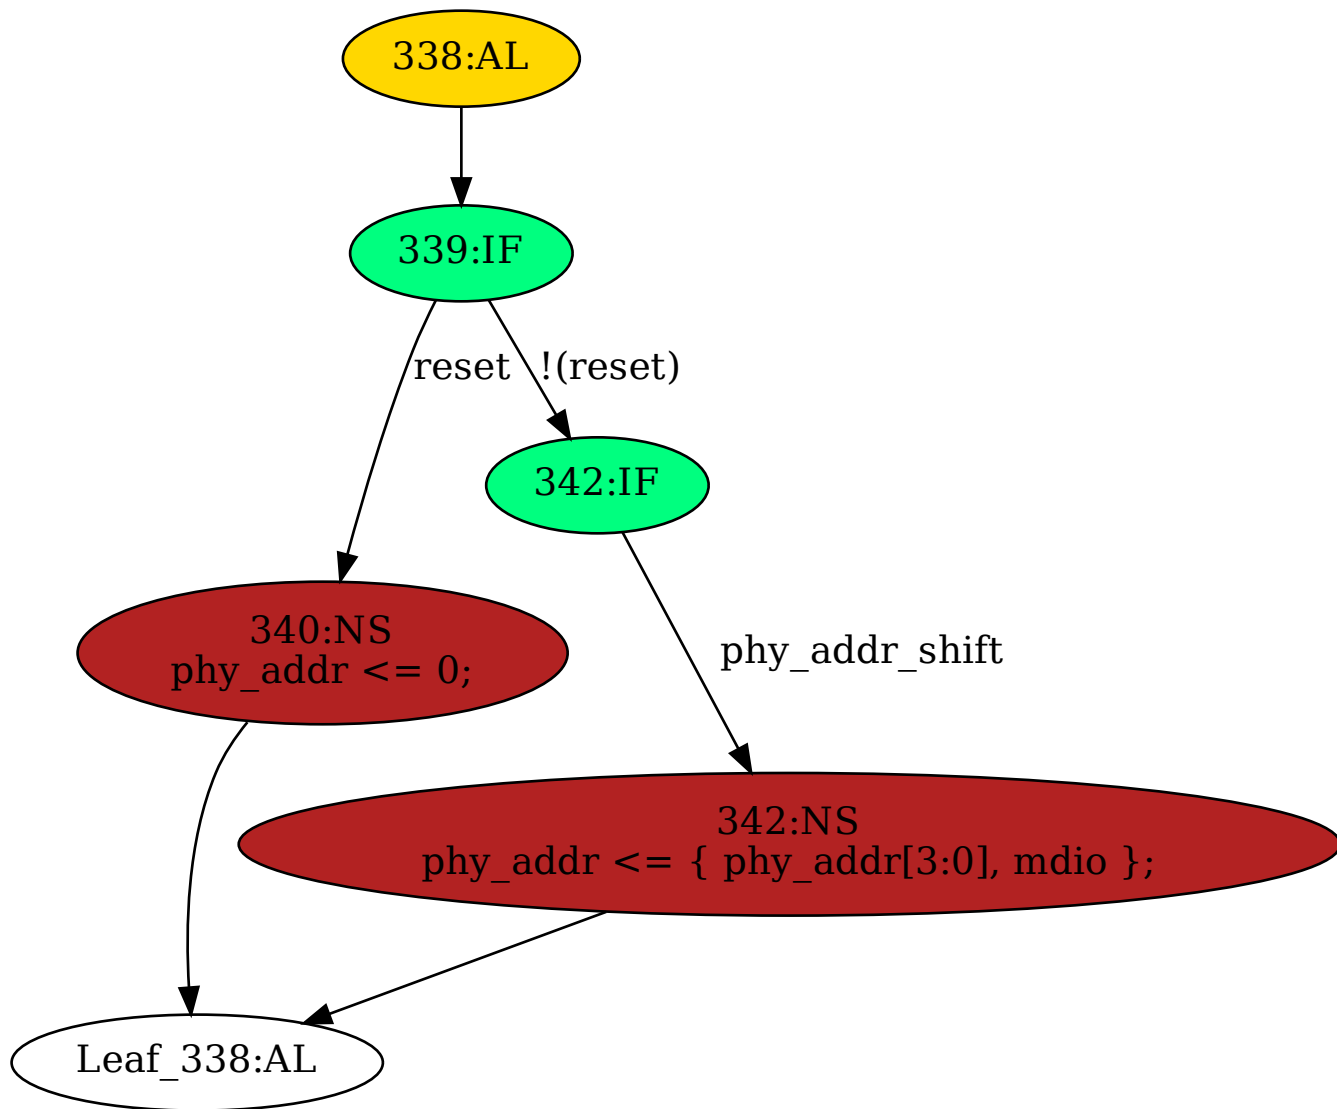 338:AL
339:IF
reset
!(reset)
342:IF
340:NS
phy_addr <= 0;
phy_addr_shift
342:NS
phy_addr <= { phy_addr[3:0], mdio };
Leaf_338:AL